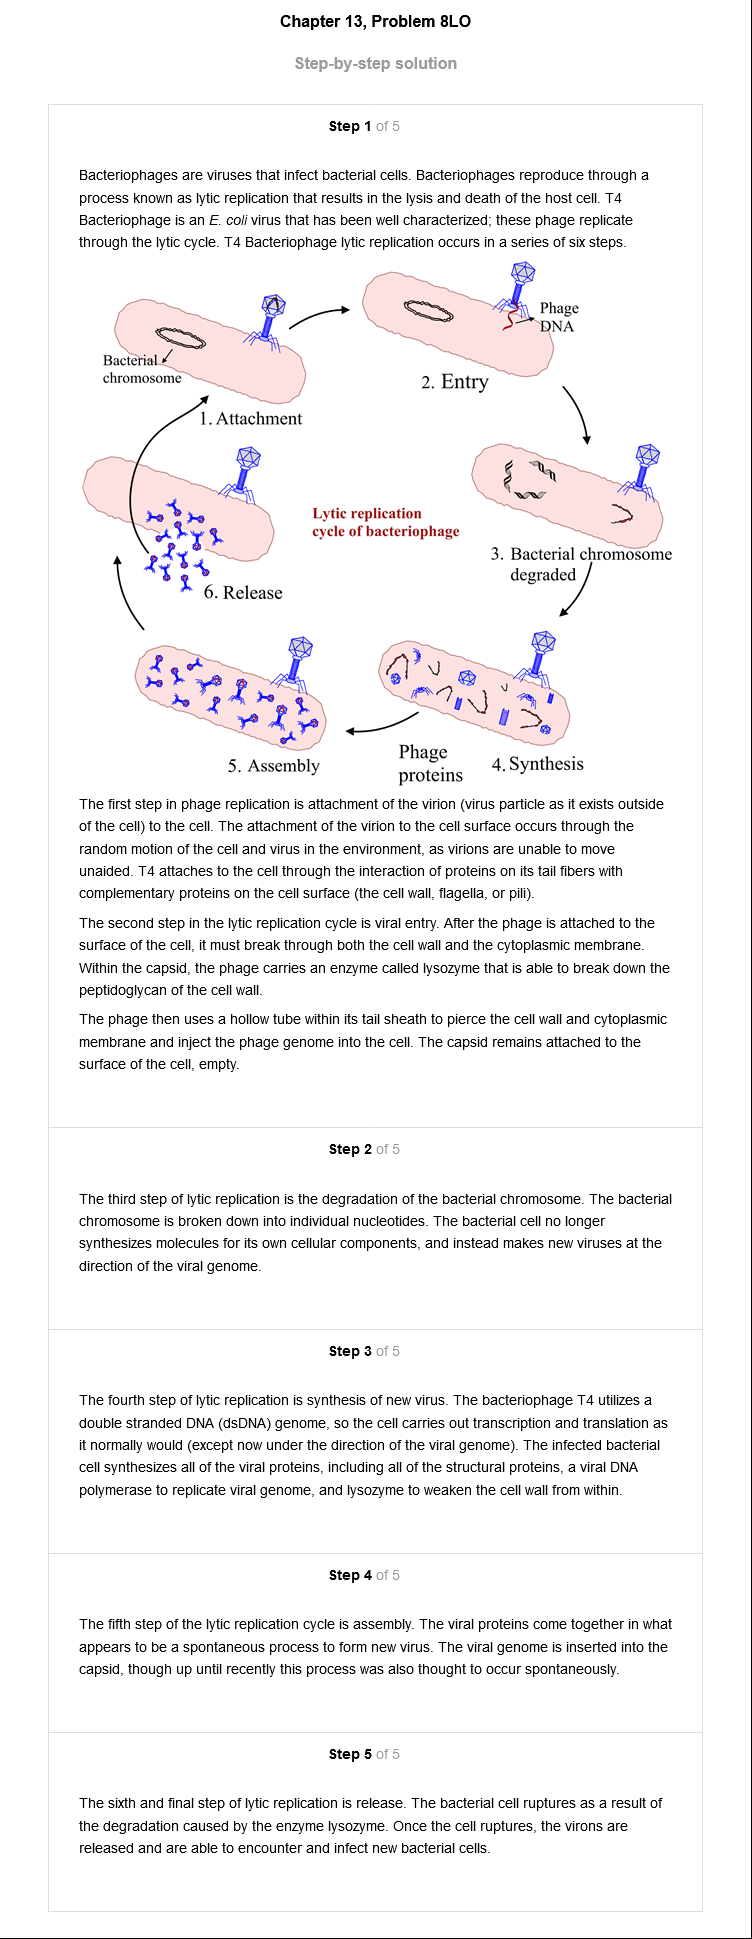 Chapter 13, Problem 8LO
Step-by-step solution
Step 1 of 5
Bacteriophages are viruses that infect bacterial cells. Bacteriophages reproduce through a
process known as lytic replication that results in the lysis and death of the host cell. T4
Bacteriophage is an E. coli virus that has been well characterized; these phage replicate
through the lytic cycle. T4 Bacteriophage lytic replication occurs in a series of six steps.
Bacterial
chromosome
1. Attachment
Phage
DNA
2. Entry
Lytic replication
cycle of bacteriophage
3. Bacterial chromosome
degraded
6. Release
5. Assembly
Phage
proteins
4. Synthesis
The first step in phage replication is attachment of the virion (virus particle as it exists outside
of the cell) to the cell. The attachment of the virion to the cell surface occurs through the
random motion of the cell and virus in the environment, as virions are unable to move
unaided. T4 attaches to the cell through the interaction of proteins on its tail fibers with
complementary proteins on the cell surface (the cell wall, flagella, or pili).
The second step in the lytic replication cycle is viral entry. After the phage is attached to the
surface of the cell, it must break through both the cell wall and the cytoplasmic membrane.
Within the capsid, the phage carries an enzyme called lysozyme that is able to break down the
peptidoglycan of the cell wall.
The phage then uses a hollow tube within its tail sheath to pierce the cell wall and cytoplasmic
membrane and inject the phage genome into the cell. The capsid remains attached to the
surface of the cell, empty.
Step 2 of 5
The third step of lytic replication is the degradation of the bacterial chromosome. The bacterial
chromosome is broken down into individual nucleotides. The bacterial cell no longer
synthesizes molecules for its own cellular components, and instead makes new viruses at the
direction of the viral genome.
Step 3 of 5
The fourth step of lytic replication is synthesis of new virus. The bacteriophage T4 utilizes a
double stranded DNA (dsDNA) genome, so the cell carries out transcription and translation as
it normally would (except now under the direction of the viral genome). The infected bacterial
cell synthesizes all of the viral proteins, including all of the structural proteins, a viral DNA
polymerase to replicate viral genome, and lysozyme to weaken the cell wall from within.
Step 4 of 5
The fifth step of the lytic replication cycle is assembly. The viral proteins come together in what
appears to be a spontaneous process to form new virus. The viral genome is inserted into the
capsid, though up until recently this process was also thought to occur spontaneously.
Step 5 of 5
The sixth and final step of lytic replication is release. The bacterial cell ruptures as a result of
the degradation caused by the enzyme lysozyme. Once the cell ruptures, the virons are
released and are able to encounter and infect new bacterial cells.